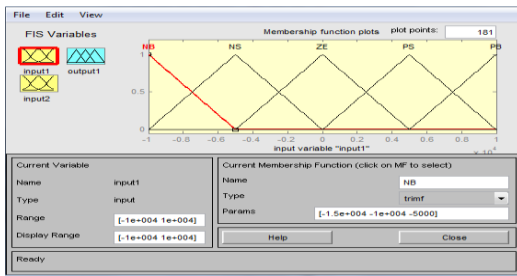 File Edit View
FIS Variables
Membership function plots
plot points:
181
input1
output1
input2
NB
NS
ZE
PS
PB
1
0.5
0
-1
-0.8
-0.6
-0.4
-0.2
0
0.2
0.4
0.6
0.8
1
input variable "input1"
x 10^4
Current Variable
Name input1
Type input
Range [-1e+004 1e+004]
Display Range [-1e+004 1e+004]
Current Membership Function (click on MF to select)
Name NB
Type trimf
Params [-1.5e+004 -1e+004 -5000]
Help
Close
Ready